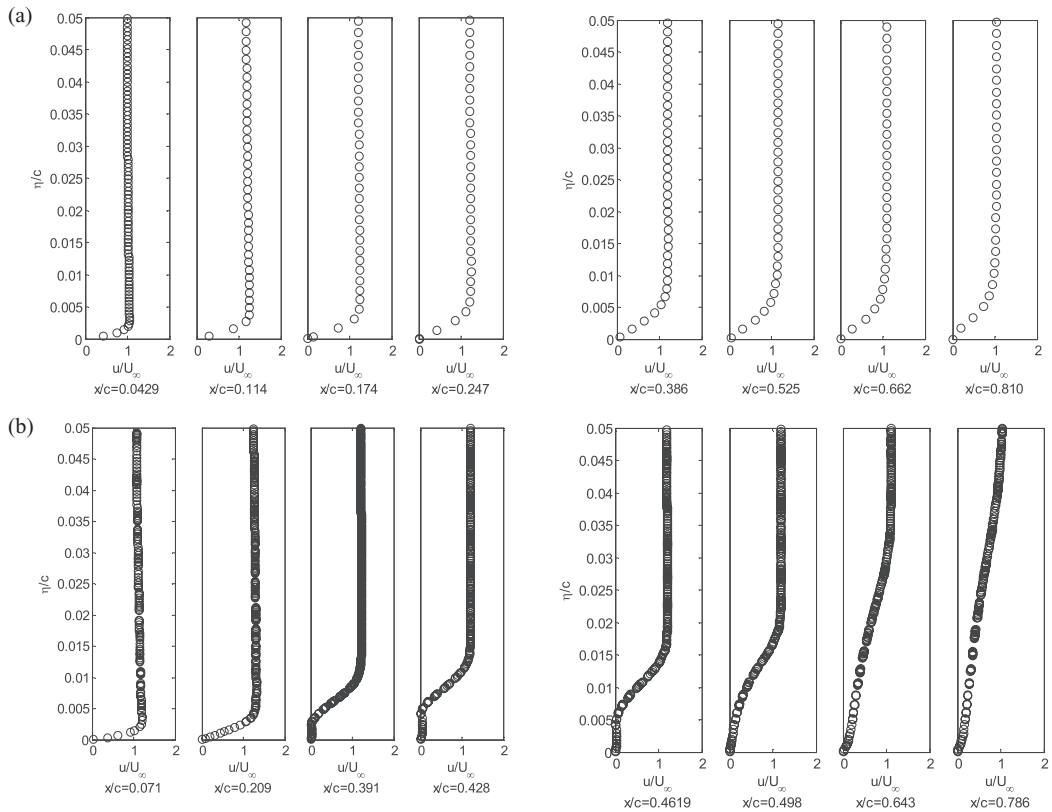 (a)
0.05
0.045
0.04
0.035
0.03
0.025
0.02
0.015
0.01
0.005
0
η/c
0 1 2
u/U∞
x/c=0.0429
0 1 2
u/U∞
x/c=0.114
0 1 2
u/U∞
x/c=0.174
0 1 2
u/U∞
x/c=0.247
0.05
0.045
0.04
0.035
0.03
0.025
0.02
0.015
0.01
0.005
0
η/c
0 1 2
u/U∞
x/c=0.386
0 1 2
u/U∞
x/c=0.525
0 1 2
u/U∞
x/c=0.662
0 1 2
u/U∞
x/c=0.810
(b)
0.05
0.045
0.04
0.035
0.03
0.025
0.02
0.015
0.01
0.005
0
η/c
0 1 2
u/U∞
x/c=0.071
0 1 2
u/U∞
x/c=0.209
0 1 2
u/U∞
x/c=0.391
0 1 2
u/U∞
x/c=0.428
0.05
0.045
0.04
0.035
0.03
0.025
0.02
0.015
0.01
0.005
0
η/c
0 1 2
u/U∞
x/c=0.4619
0 1 2
u/U∞
x/c=0.498
0 1 2
u/U∞
x/c=0.643
0 1 2
u/U∞
x/c=0.786